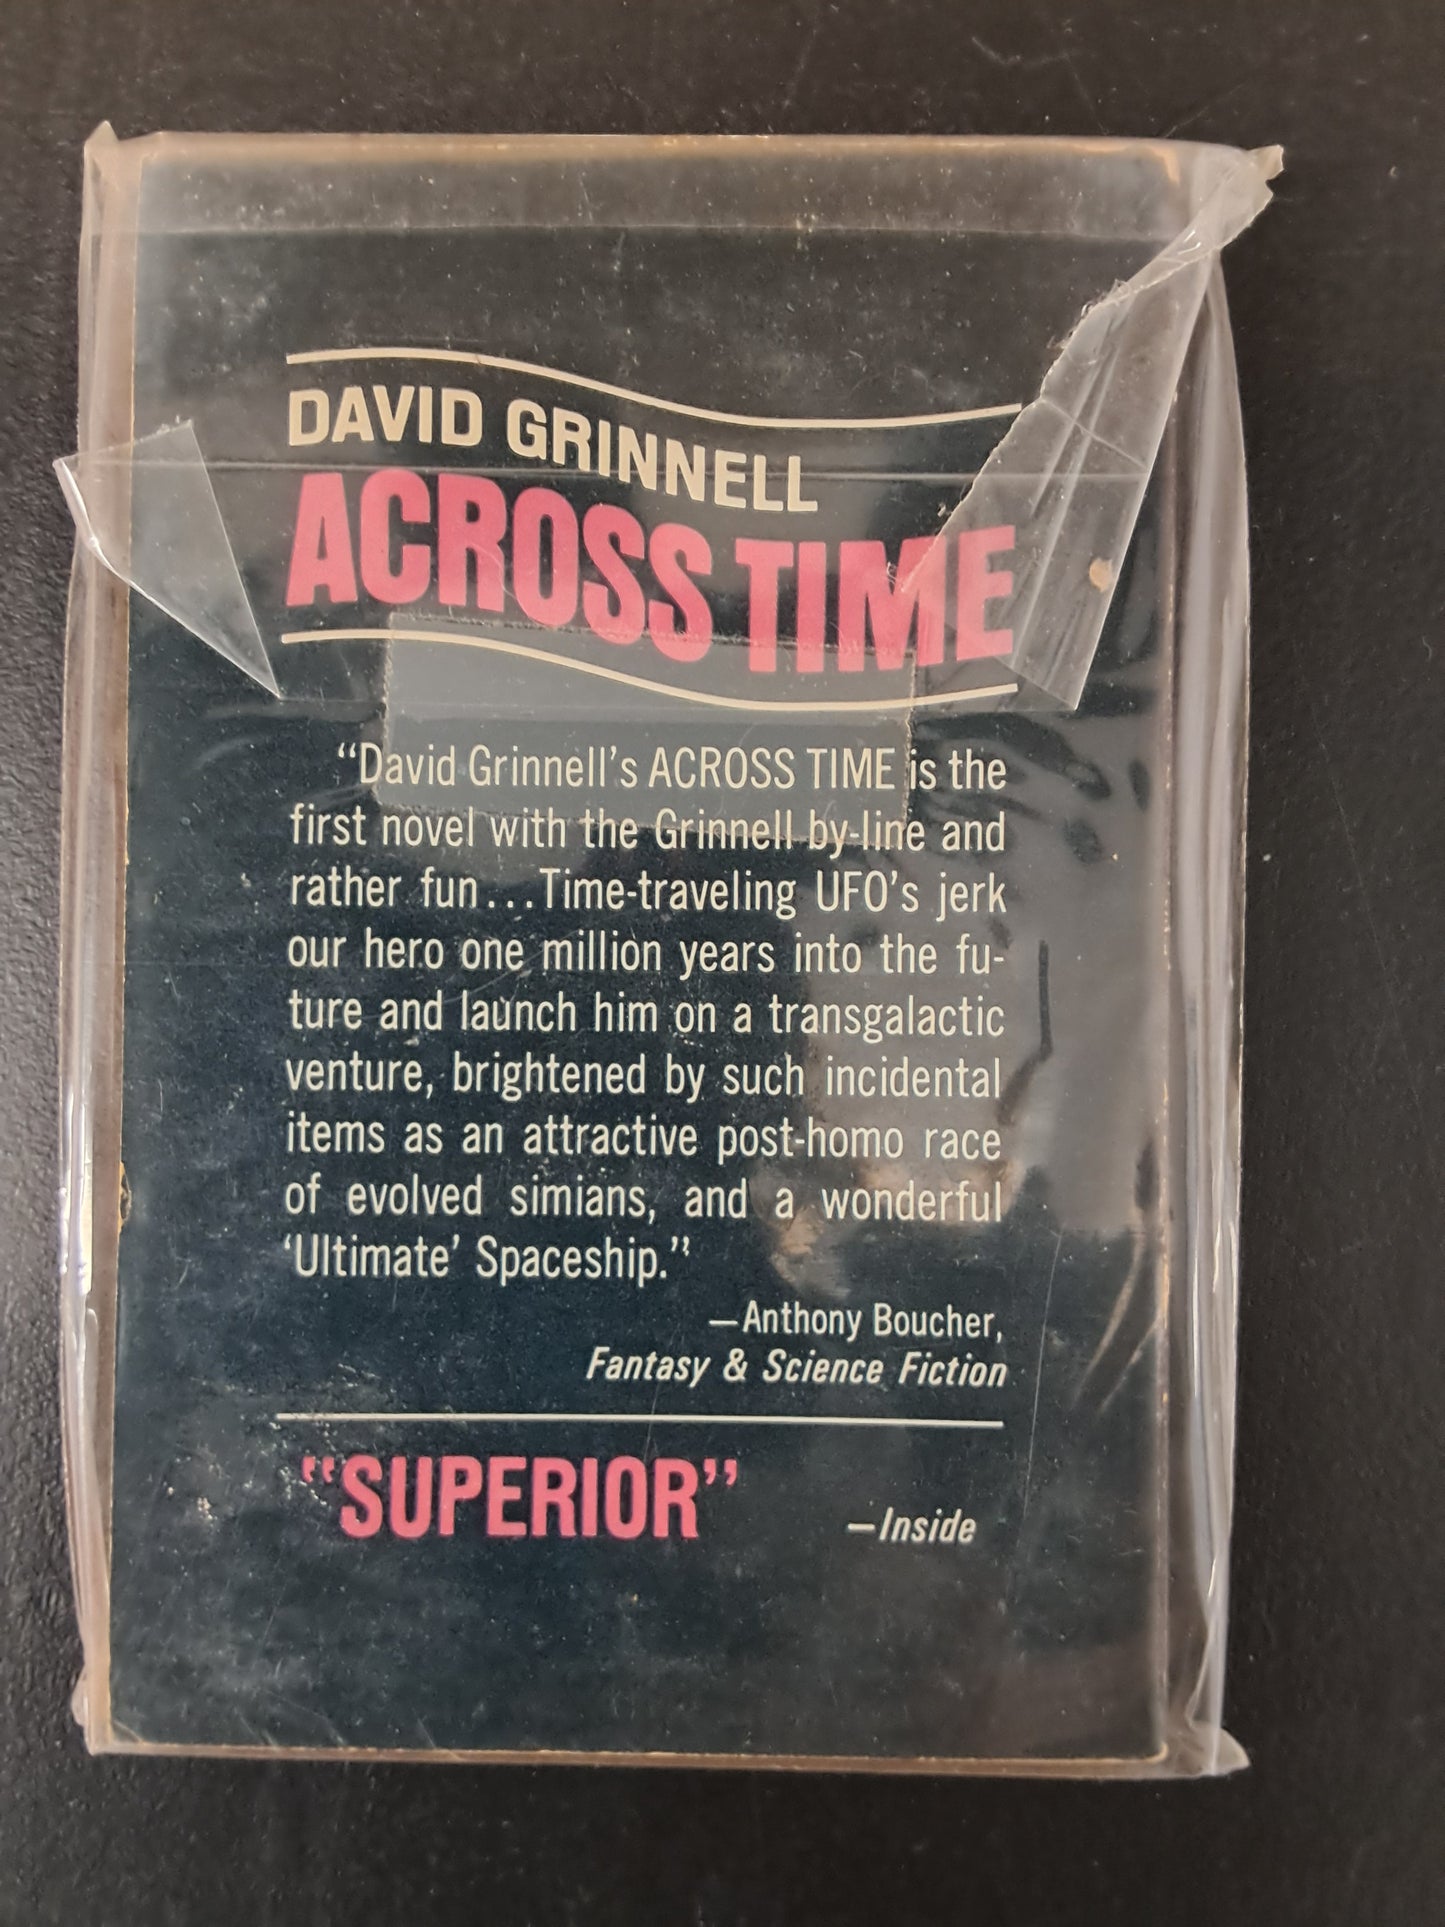 DAVID GRINNELL
ACROSS TIME
“David Grinnell’s ACROSS TIME is the
first novel with the Grinnell by-line and
rather fun...Time-traveling UFO’s jerk
our hero one million years into the fu-
ture and launch him on a transgalactic
venture, brightened by such incidental
items as an attractive post-homo race
of evolved simians, and a wonderful
‘Ultimate’ Spaceship.”
—Anthony Boucher,
Fantasy & Science Fiction
“SUPERIOR”
—Inside